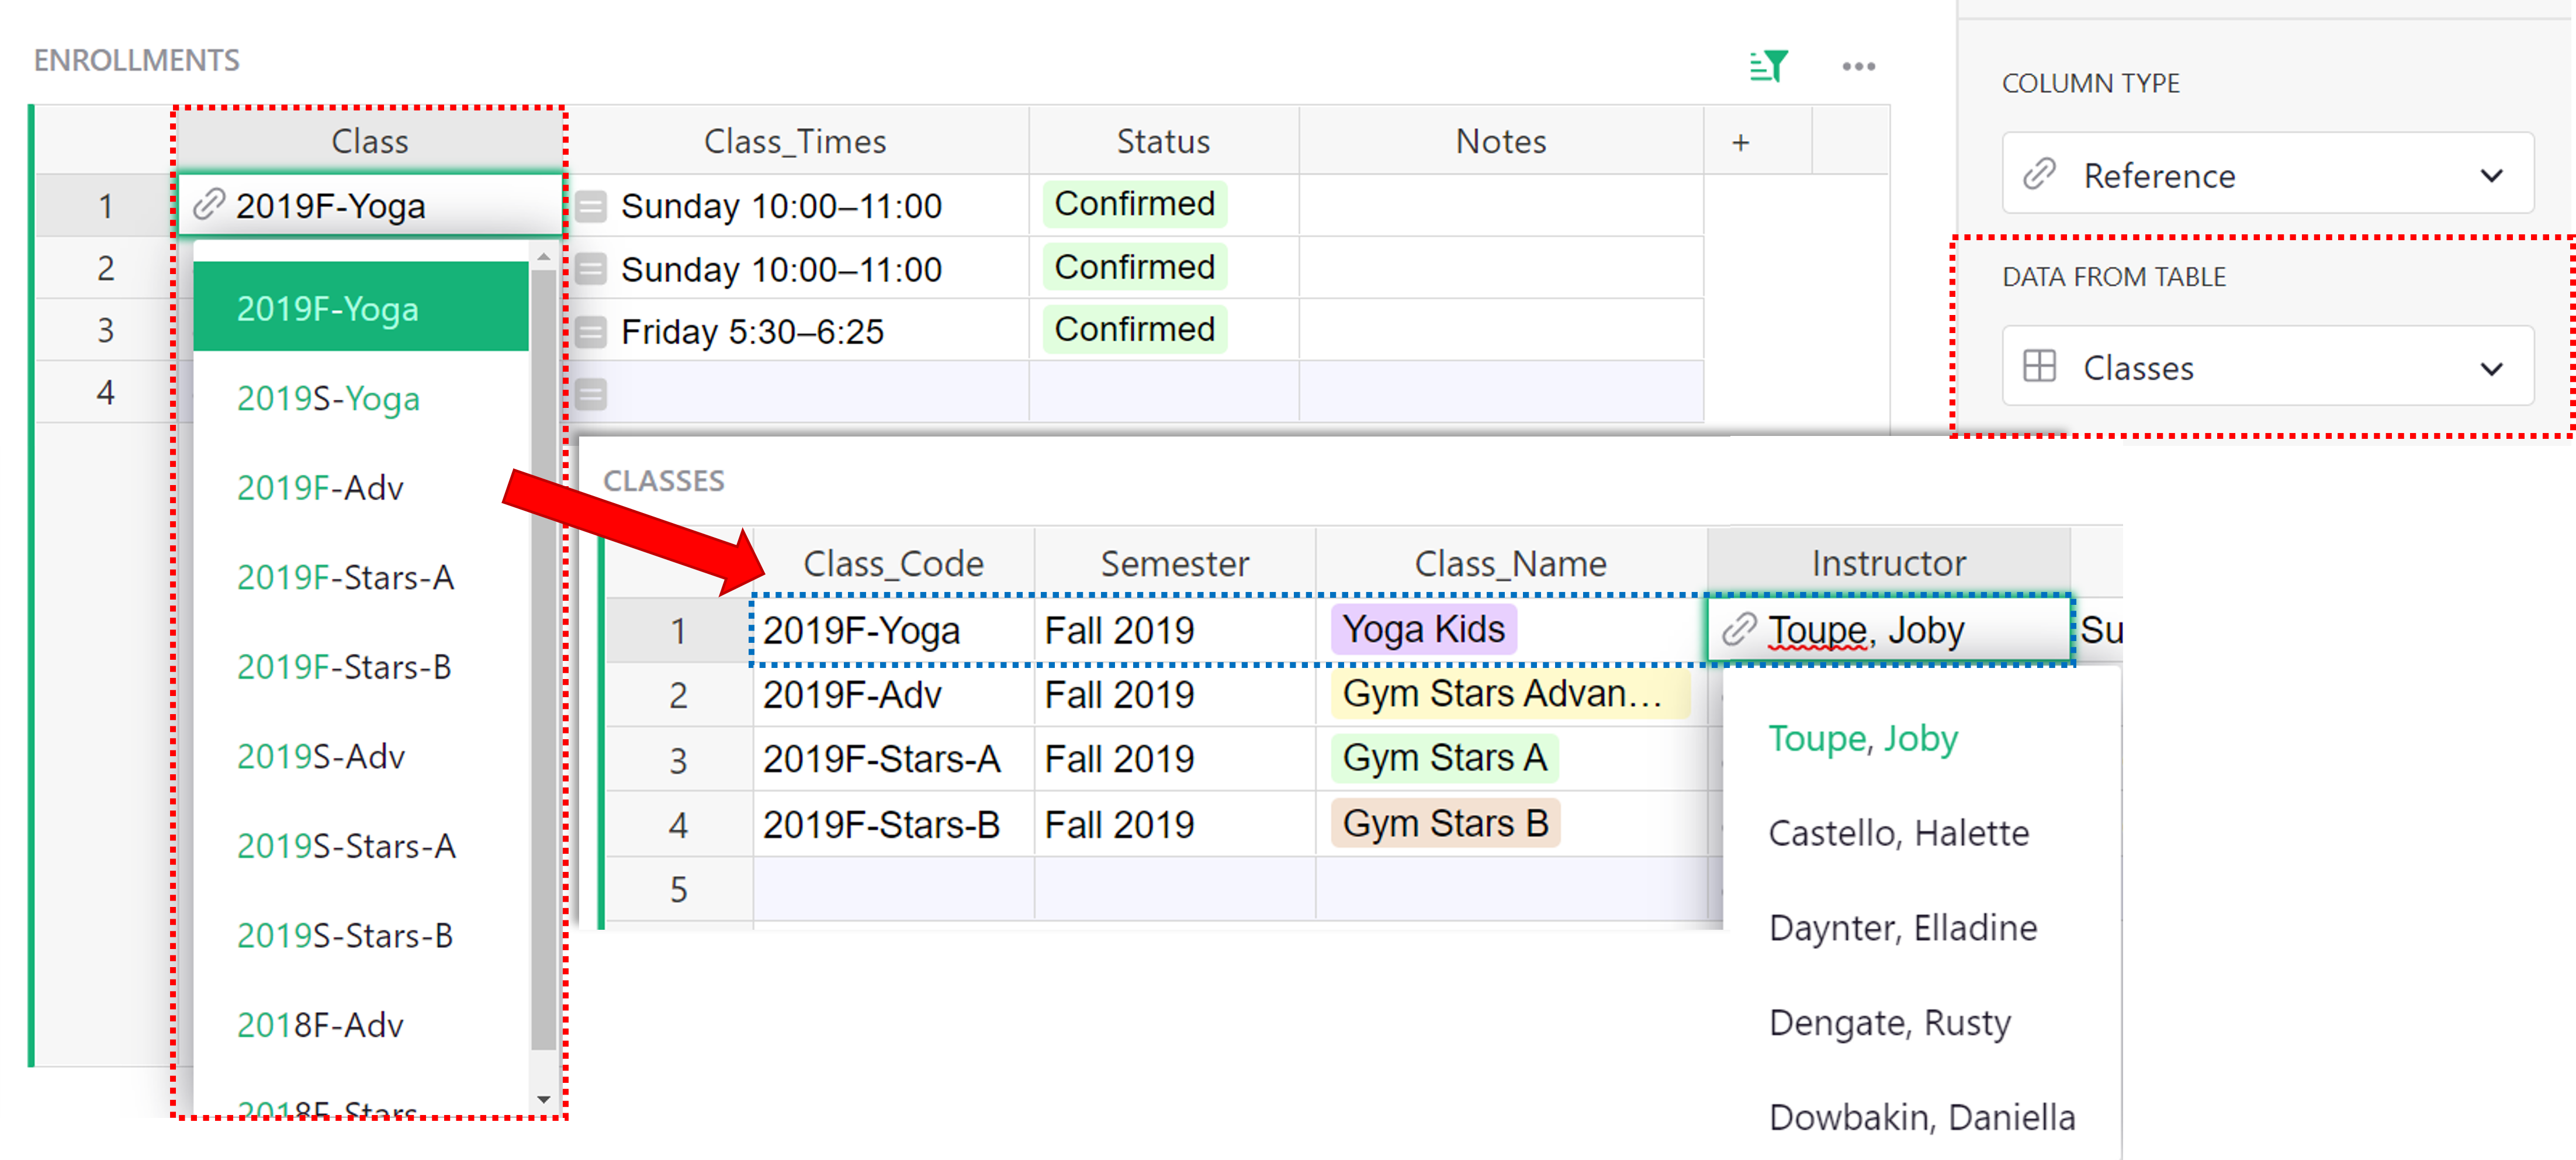 ENROLLMENTS
Class Class_Times Status Notes +
1 2019F-Yoga Sunday 10:00–11:00 Confirmed
2 Sunday 10:00–11:00 Confirmed
3 Friday 5:30–6:25 Confirmed
4
2019F-Yoga
2019S-Yoga
2019F-Adv
2019F-Stars-A
2019F-Stars-B
2019S-Adv
2019S-Stars-A
2019S-Stars-B
2018F-Adv
2018F-Stars
COLUMN TYPE
Reference
DATA FROM TABLE
Classes
CLASSES
Class_Code Semester Class_Name Instructor
1 2019F-Yoga Fall 2019 Yoga Kids Toupe, Joby Su
2 2019F-Adv Fall 2019 Gym Stars Advan…
3 2019F-Stars-A Fall 2019 Gym Stars A
4 2019F-Stars-B Fall 2019 Gym Stars B
5
Toupe, Joby
Castello, Halette
Daynter, Elladine
Dengate, Rusty
Dowbakin, Daniella